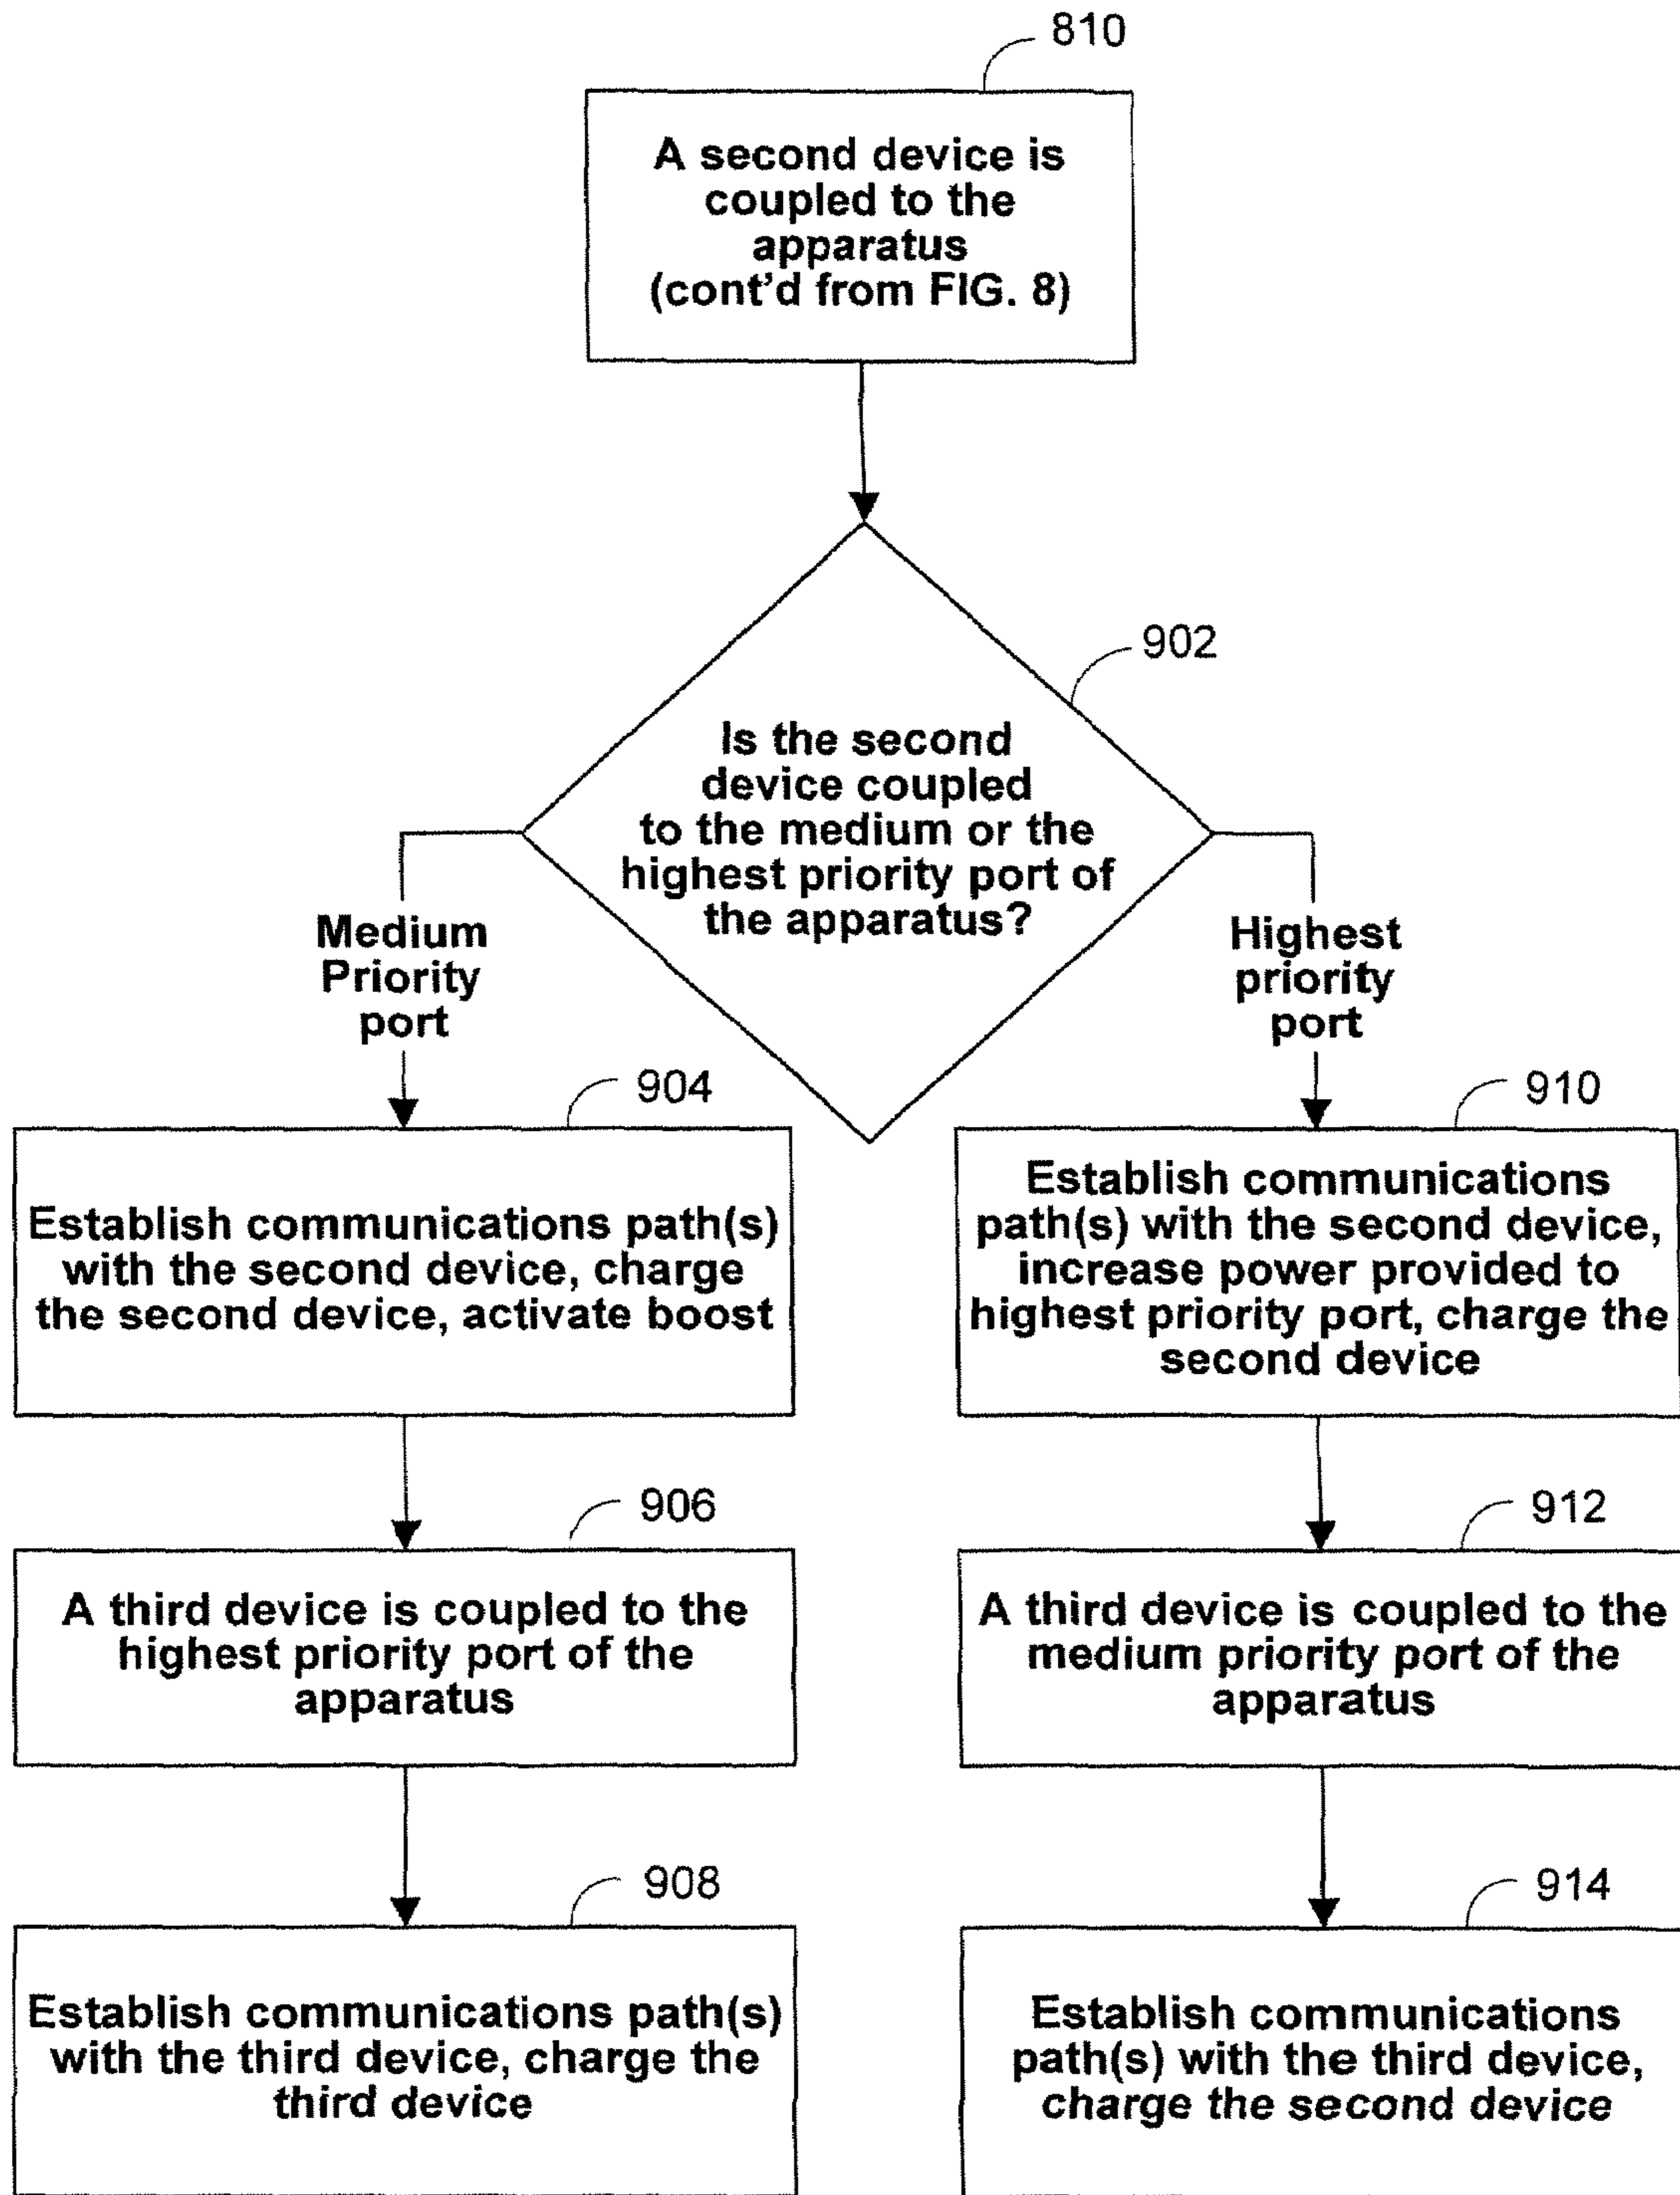 810
A second device is
coupled to the
apparatus
(cont'd from FIG. 8)
902
Is the second
device coupled
to the medium or the
highest priority port of
the apparatus?
Medium
Priority
port
Highest
priority
port
904
Establish communications path(s)
with the second device, charge
the second device, activate boost
910
Establish communications
path(s) with the second device,
increase power provided to
highest priority port, charge the
second device
906
A third device is coupled to the
highest priority port of the
apparatus
912
A third device is coupled to the
medium priority port of the
apparatus
908
Establish communications path(s)
with the third device, charge the
third device
914
Establish communications
path(s) with the third device,
charge the second device